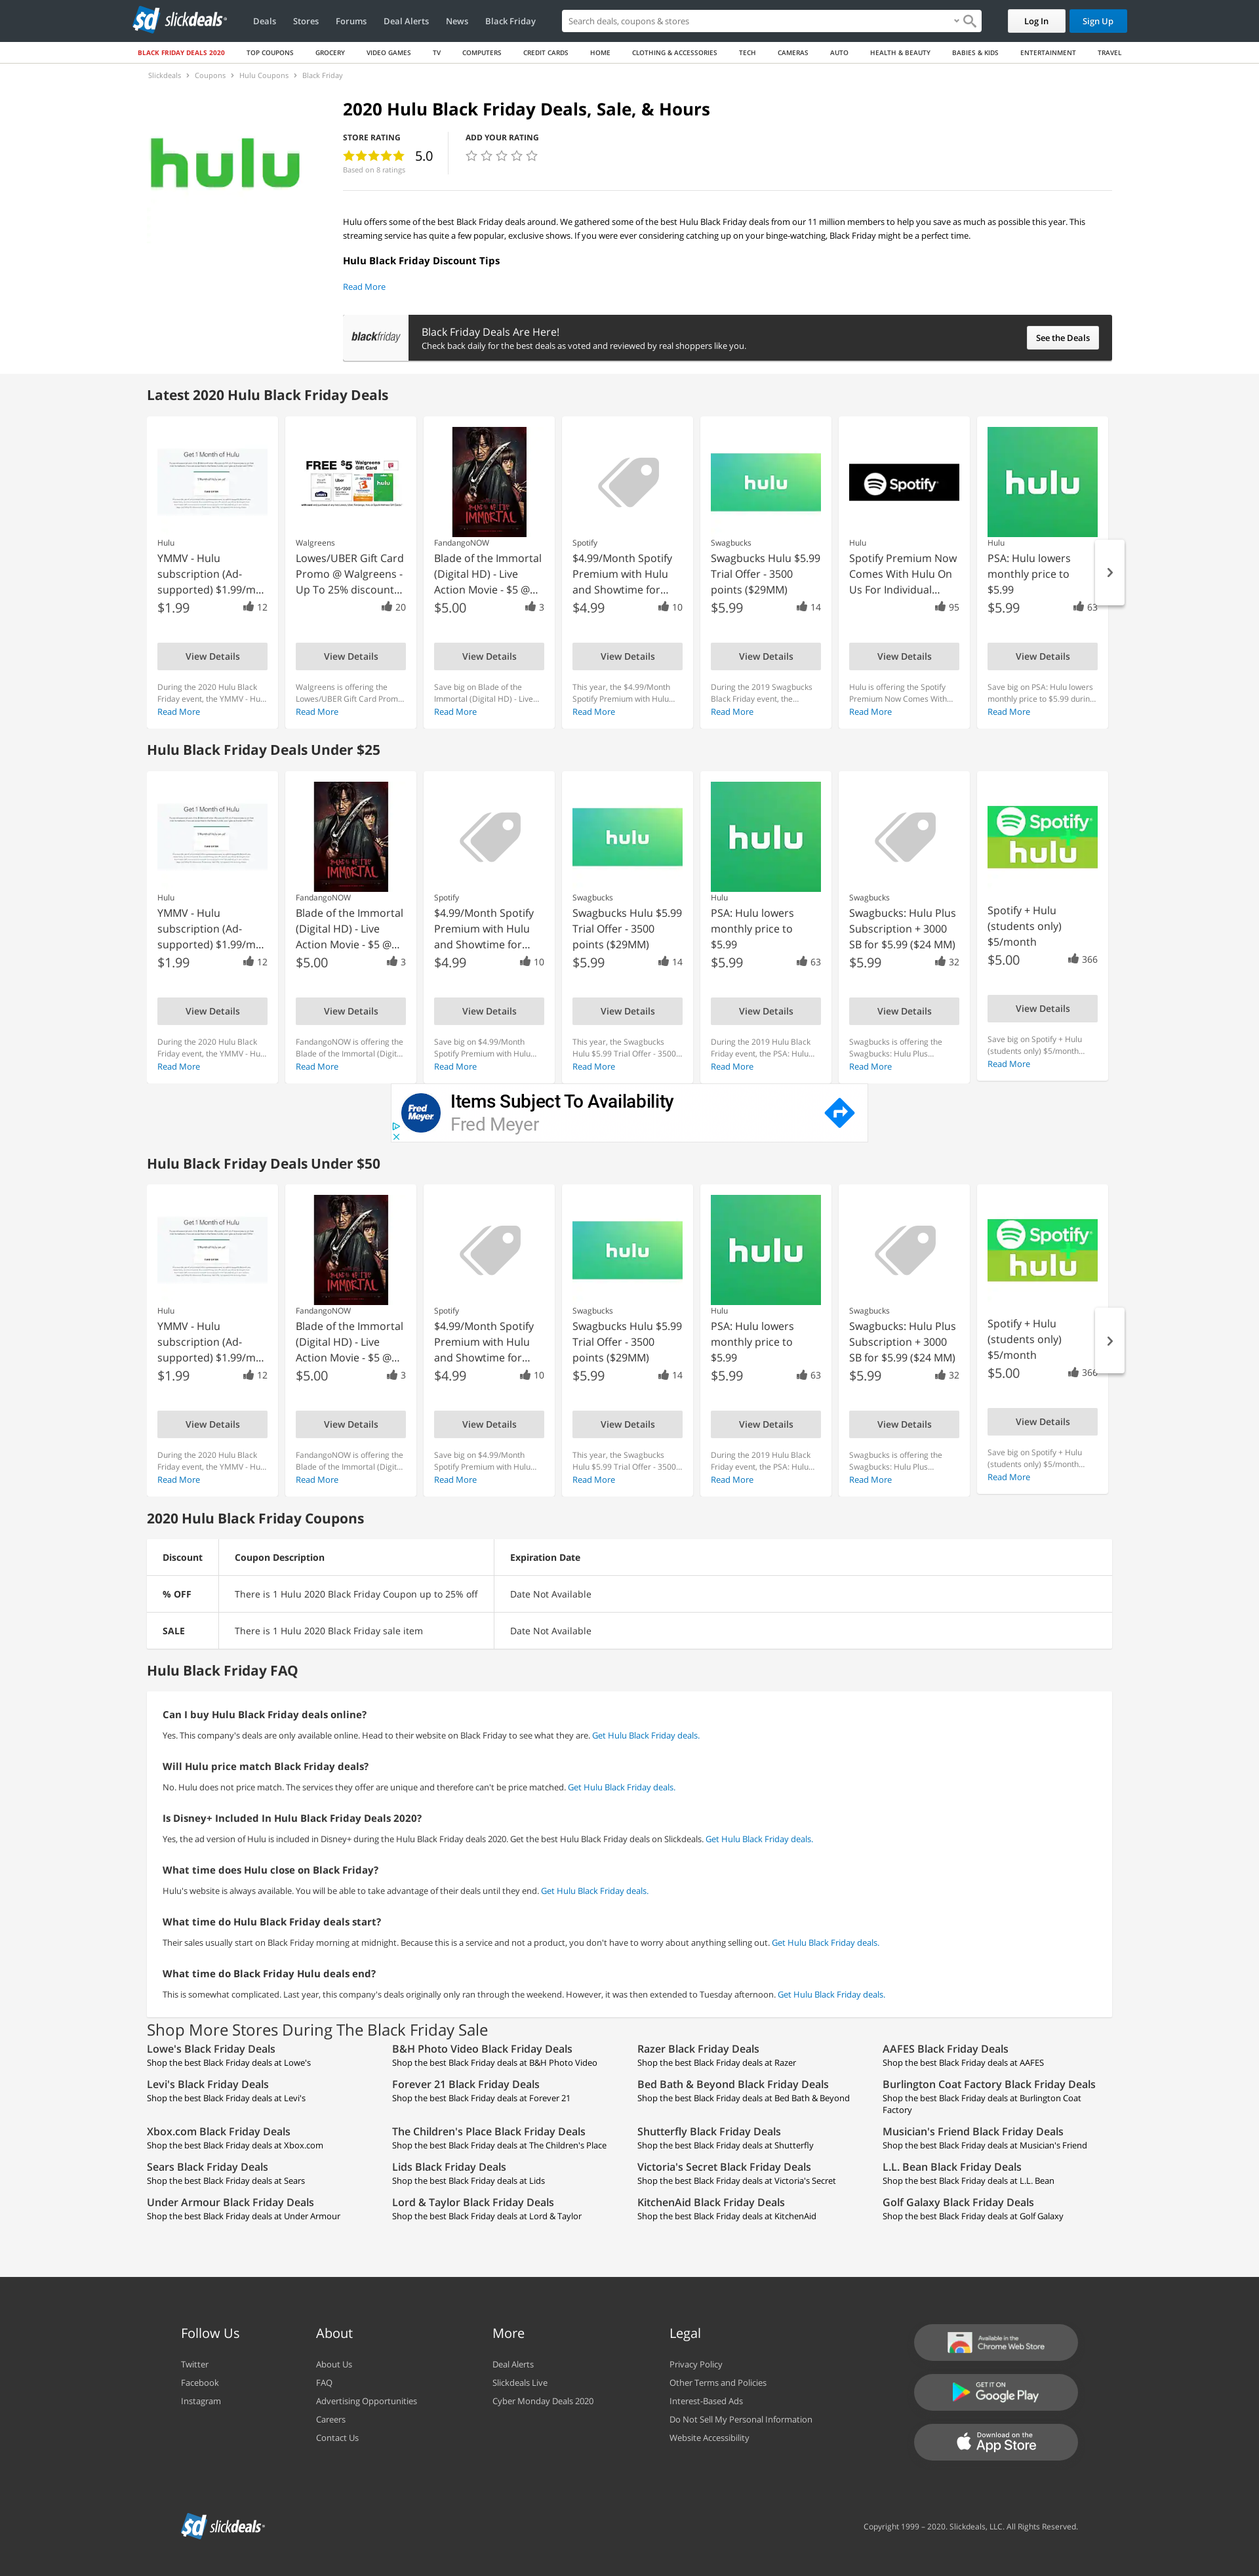 slickdeals
Deals Stores Forums Deal Alerts News Black Friday
Search deals, coupons & stores
Log In
Sign Up
BLACK FRIDAY DEALS 2020 TOP COUPONS GROCERY VIDEO GAMES TV COMPUTERS CREDIT CARDS HOME CLOTHING & ACCESSORIES TECH CAMERAS AUTO HEALTH & BEAUTY BABIES & KIDS ENTERTAINMENT TRAVEL
Slickdeals > Coupons > Hulu Coupons > Black Friday
hulu
2020 Hulu Black Friday Deals, Sale, & Hours
STORE RATING
5.0
Based on 8 ratings
ADD YOUR RATING
Hulu offers some of the best Black Friday deals around. We gathered some of the best Hulu Black Friday deals from our 11 million members to help you save as much as possible this year. This
streaming service has quite a few popular, exclusive shows. If you were ever considering catching up on your binge-watching, Black Friday might be a perfect time.
Hulu Black Friday Discount Tips
Read More
blackfriday
Black Friday Deals Are Here!
Check back daily for the best deals as voted and reviewed by real shoppers like you.
See the Deals
Latest 2020 Hulu Black Friday Deals
Get 1 Month of Hulu
Hulu
YMMV - Hulu
subscription (Ad-
supported) $1.99/m...
$1.99 12
View Details
During the 2020 Hulu Black
Friday event, the YMMV - Hu...
Read More
FREE $5 Walgreens Gift Card
Walgreens
Lowes/UBER Gift Card
Promo @ Walgreens -
Up To 25% discount...
20
View Details
Walgreens is offering the
Lowes/UBER Gift Card Prom...
Read More
BLADE OF THE
IMMORTAL
FandangoNOW
Blade of the Immortal
(Digital HD) - Live
Action Movie - $5 @...
$5.00 3
View Details
Save big on Blade of the
Immortal (Digital HD) - Live...
Read More
Spotify
$4.99/Month Spotify
Premium with Hulu
and Showtime for...
$4.99 10
View Details
This year, the $4.99/Month
Spotify Premium with Hulu...
Read More
hulu
Swagbucks
Swagbucks Hulu $5.99
Trial Offer - 3500
points ($29MM)
$5.99 14
View Details
During the 2019 Swagbucks
Black Friday event, the...
Read More
Spotify
Hulu
Spotify Premium Now
Comes With Hulu On
Us For Individual...
95
View Details
Hulu is offering the Spotify
Premium Now Comes With...
Read More
hulu
Hulu
PSA: Hulu lowers
monthly price to
$5.99
$5.99 63
View Details
Save big on PSA: Hulu lowers
monthly price to $5.99 durin...
Read More
Hulu Black Friday Deals Under $25
Get 1 Month of Hulu
Hulu
YMMV - Hulu
subscription (Ad-
supported) $1.99/m...
$1.99 12
View Details
During the 2020 Hulu Black
Friday event, the YMMV - Hu...
Read More
BLADE OF THE
IMMORTAL
FandangoNOW
Blade of the Immortal
(Digital HD) - Live
Action Movie - $5 @...
$5.00 3
View Details
FandangoNOW is offering the
Blade of the Immortal (Digit...
Read More
Spotify
$4.99/Month Spotify
Premium with Hulu
and Showtime for...
$4.99 10
View Details
Save big on $4.99/Month
Spotify Premium with Hulu...
Read More
hulu
Swagbucks
Swagbucks Hulu $5.99
Trial Offer - 3500
points ($29MM)
$5.99 14
View Details
This year, the Swagbucks
Hulu $5.99 Trial Offer - 3500...
Read More
hulu
Hulu
PSA: Hulu lowers
monthly price to
$5.99
$5.99 63
View Details
During the 2019 Hulu Black
Friday event, the PSA: Hulu...
Read More
Swagbucks
Swagbucks: Hulu Plus
Subscription + 3000
SB for $5.99 ($24 MM)
$5.99 32
View Details
Swagbucks is offering the
Swagbucks: Hulu Plus...
Read More
Spotify
hulu
Spotify + Hulu
(students only)
$5/month
$5.00 366
View Details
Save big on Spotify + Hulu
(students only) $5/month...
Read More
Fred Meyer
Items Subject To Availability
Fred Meyer
Hulu Black Friday Deals Under $50
Get 1 Month of Hulu
Hulu
YMMV - Hulu
subscription (Ad-
supported) $1.99/m...
$1.99 12
View Details
During the 2020 Hulu Black
Friday event, the YMMV - Hu...
Read More
BLADE OF THE
IMMORTAL
FandangoNOW
Blade of the Immortal
(Digital HD) - Live
Action Movie - $5 @...
$5.00 3
View Details
FandangoNOW is offering the
Blade of the Immortal (Digit...
Read More
Spotify
$4.99/Month Spotify
Premium with Hulu
and Showtime for...
$4.99 10
View Details
Save big on $4.99/Month
Spotify Premium with Hulu...
Read More
hulu
Swagbucks
Swagbucks Hulu $5.99
Trial Offer - 3500
points ($29MM)
$5.99 14
View Details
This year, the Swagbucks
Hulu $5.99 Trial Offer - 3500...
Read More
hulu
Hulu
PSA: Hulu lowers
monthly price to
$5.99
$5.99 63
View Details
During the 2019 Hulu Black
Friday event, the PSA: Hulu...
Read More
Swagbucks
Swagbucks: Hulu Plus
Subscription + 3000
SB for $5.99 ($24 MM)
$5.99 32
View Details
Swagbucks is offering the
Swagbucks: Hulu Plus...
Read More
Spotify
hulu
Spotify + Hulu
(students only)
$5/month
$5.00 366
View Details
Save big on Spotify + Hulu
(students only) $5/month...
Read More
2020 Hulu Black Friday Coupons
Discount Coupon Description Expiration Date
% OFF There is 1 Hulu 2020 Black Friday Coupon up to 25% off Date Not Available
SALE There is 1 Hulu 2020 Black Friday sale item Date Not Available
Hulu Black Friday FAQ
Can I buy Hulu Black Friday deals online?
Yes. This company's deals are only available online. Head to their website on Black Friday to see what they are. Get Hulu Black Friday deals.
Will Hulu price match Black Friday deals?
No. Hulu does not price match. The services they offer are unique and therefore can't be price matched. Get Hulu Black Friday deals.
Is Disney+ Included In Hulu Black Friday Deals 2020?
Yes, the ad version of Hulu is included in Disney+ during the Hulu Black Friday deals 2020. Get the best Hulu Black Friday deals on Slickdeals. Get Hulu Black Friday deals.
What time does Hulu close on Black Friday?
Hulu's website is always available. You will be able to take advantage of their deals until they end. Get Hulu Black Friday deals.
What time do Hulu Black Friday deals start?
Their sales usually start on Black Friday morning at midnight. Because this is a service and not a product, you don't have to worry about anything selling out. Get Hulu Black Friday deals.
What time do Black Friday Hulu deals end?
This is somewhat complicated. Last year, this company's deals originally only ran through the weekend. However, it was then extended to Tuesday afternoon. Get Hulu Black Friday deals.
Shop More Stores During The Black Friday Sale
Lowe's Black Friday Deals B&H Photo Video Black Friday Deals Razer Black Friday Deals AAFES Black Friday Deals
Shop the best Black Friday deals at Lowe's Shop the best Black Friday deals at B&H Photo Video Shop the best Black Friday deals at Razer Shop the best Black Friday deals at AAFES
Levi's Black Friday Deals Forever 21 Black Friday Deals Bed Bath & Beyond Black Friday Deals Burlington Coat Factory Black Friday Deals
Shop the best Black Friday deals at Levi's Shop the best Black Friday deals at Forever 21 Shop the best Black Friday deals at Bed Bath & Beyond Shop the best Black Friday deals at Burlington Coat
Factory
Xbox.com Black Friday Deals The Children's Place Black Friday Deals Shutterfly Black Friday Deals Musician's Friend Black Friday Deals
Shop the best Black Friday deals at Xbox.com Shop the best Black Friday deals at The Children's Place Shop the best Black Friday deals at Shutterfly Shop the best Black Friday deals at Musician's Friend
Sears Black Friday Deals Lids Black Friday Deals Victoria's Secret Black Friday Deals L.L. Bean Black Friday Deals
Shop the best Black Friday deals at Sears Shop the best Black Friday deals at Lids Shop the best Black Friday deals at Victoria's Secret Shop the best Black Friday deals at L.L. Bean
Under Armour Black Friday Deals Lord & Taylor Black Friday Deals KitchenAid Black Friday Deals Golf Galaxy Black Friday Deals
Shop the best Black Friday deals at Under Armour Shop the best Black Friday deals at Lord & Taylor Shop the best Black Friday deals at KitchenAid Shop the best Black Friday deals at Golf Galaxy
Follow Us
Twitter
Facebook
Instagram
About
About Us
FAQ
Advertising Opportunities
Careers
Contact Us
More
Deal Alerts
Slickdeals Live
Cyber Monday Deals 2020
Legal
Privacy Policy
Other Terms and Policies
Interest-Based Ads
Do Not Sell My Personal Information
Website Accessibility
Available in the
Chrome Web Store
GET IT ON
Google Play
Download on the
App Store
slickdeals
Copyright 1999 – 2020. Slickdeals, LLC. All Rights Reserved.